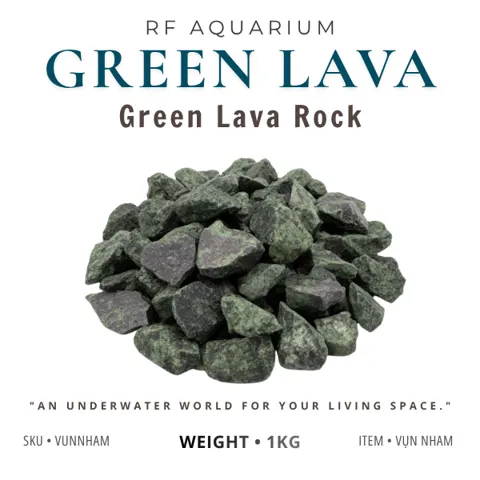 RF AQUARIUM
GREEN LAVA
Green Lava Rock
"AN UNDERWATER WORLD FOR YOUR LIVING SPACE."
SKU • VUNNHAM WEIGHT • 1KG ITEM • VỤN NHAM